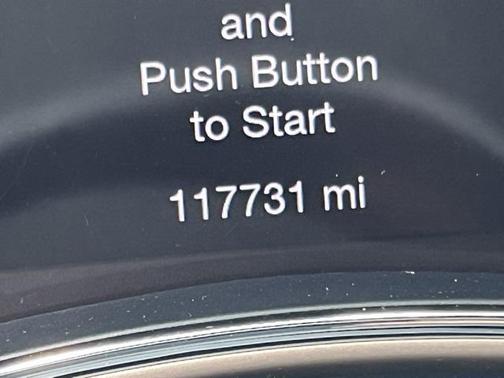 and
Push Button
to Start
117731 mi